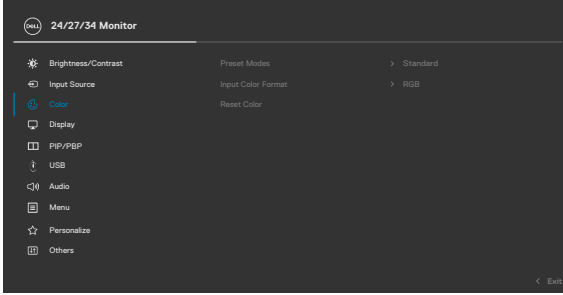 DELL 24/27/34 Monitor
Brightness/Contrast Preset Modes > Standard
Input Source Input Color Format > RGB
Color Reset Color
Display
PIP/PBP
USB
Audio
Menu
Personalize
Others
< Exit